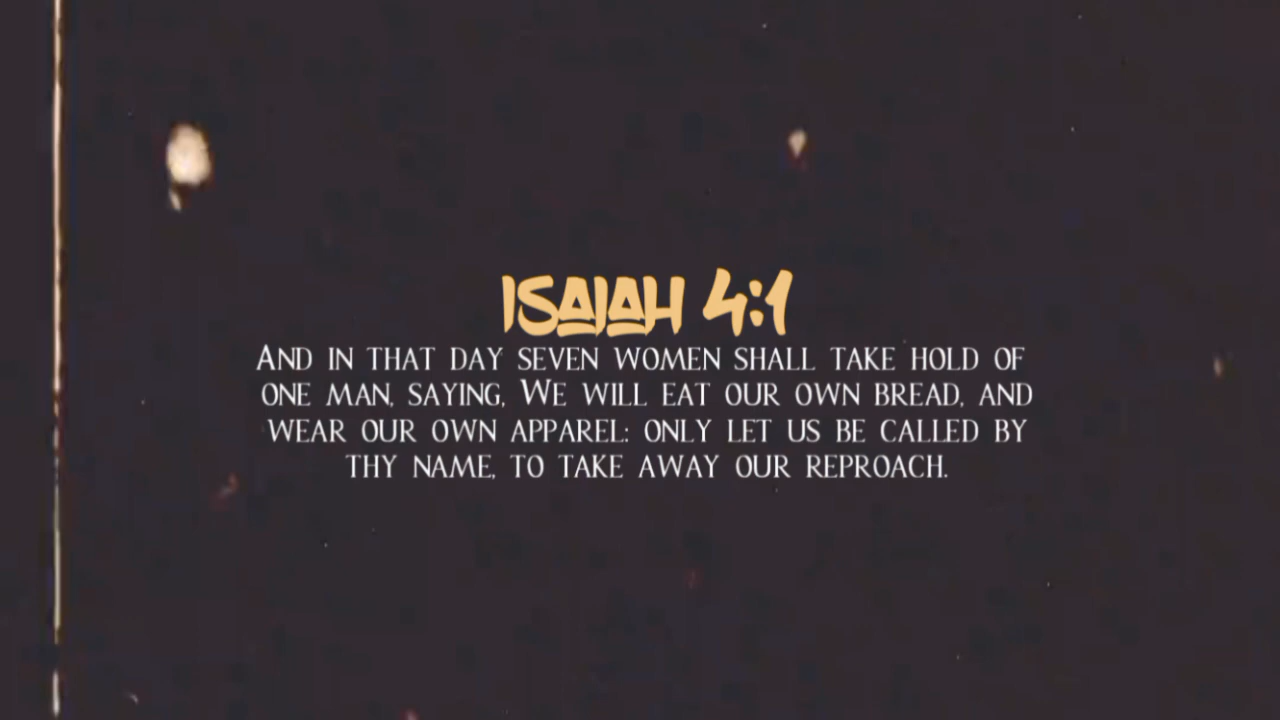 ISAIAH 4:1
And in that day seven women shall take hold of
one man, saying, We will eat our own bread, and
wear our own apparel: only let us be called by
thy name, to take away our reproach.